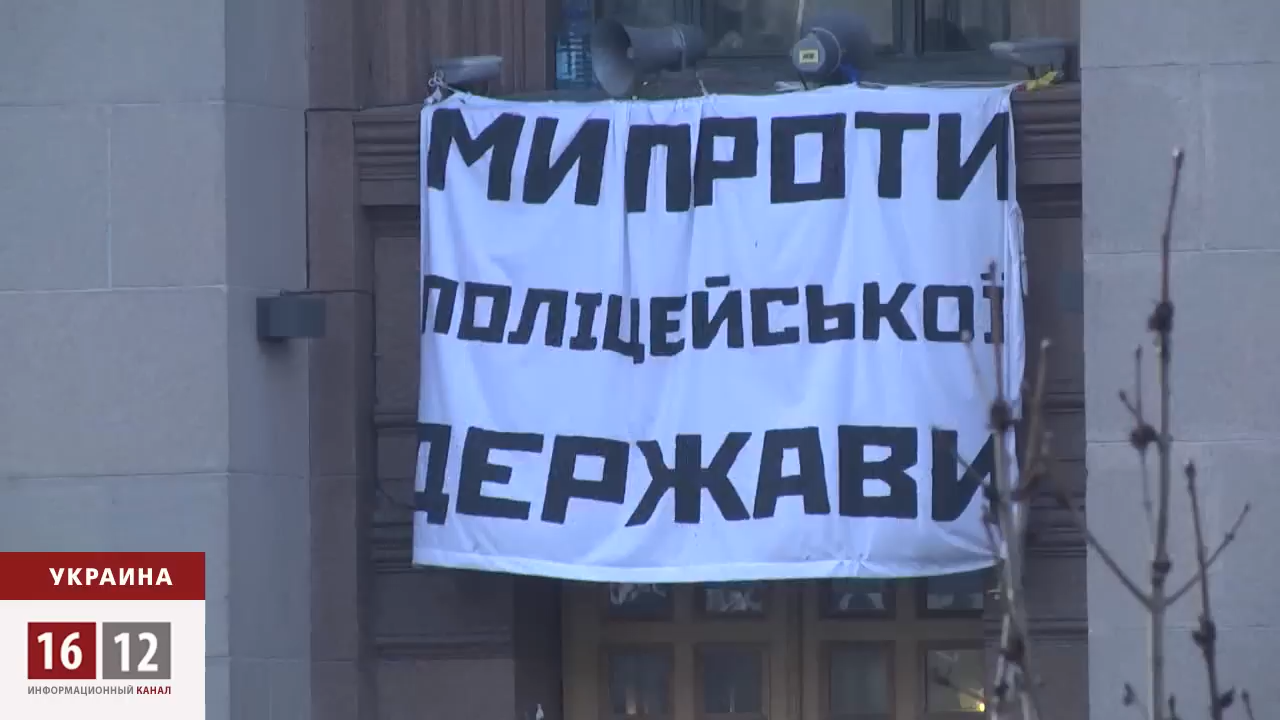 МИ ПРОТИ
ПОЛІЦЕЙСЬКОЇ
ДЕРЖАВИ
УКРАИНА
16 12
ИНФОРМАЦИОННЫЙ КАНАЛ